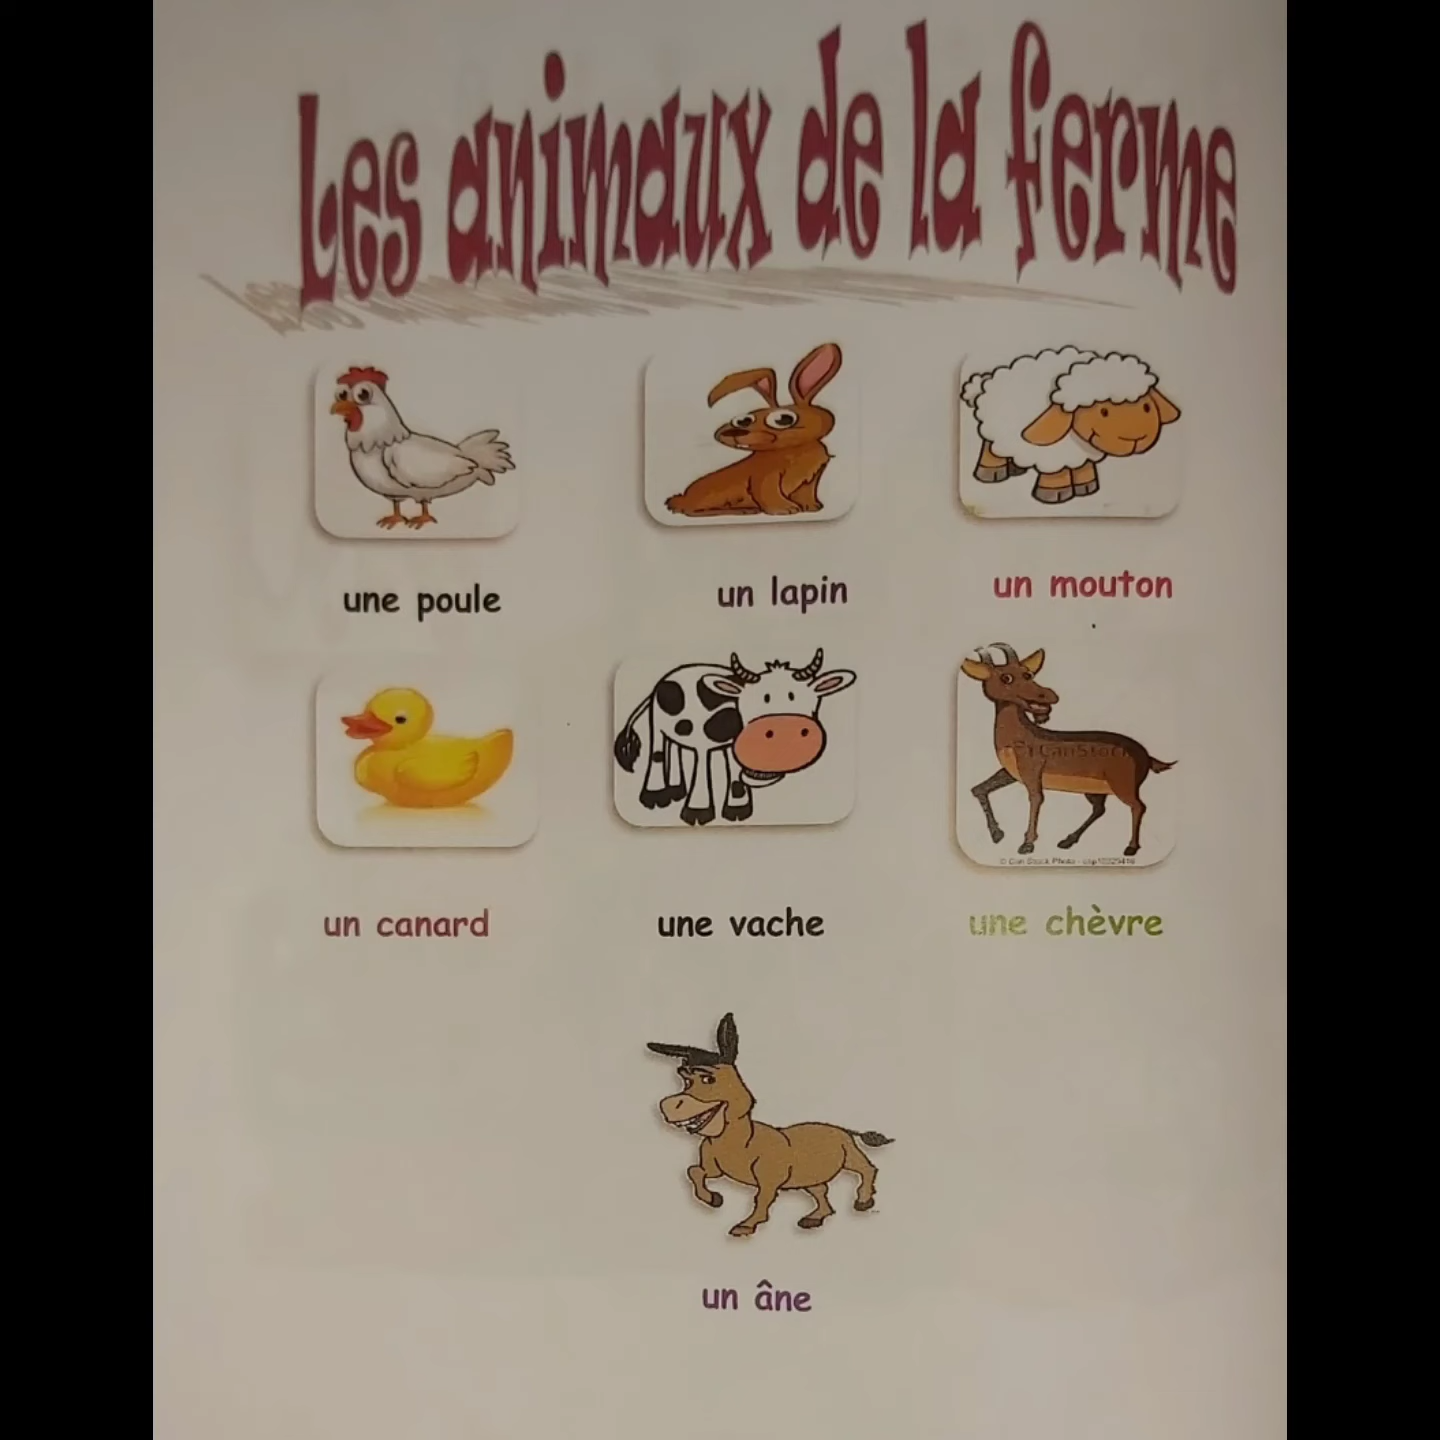 Les animaux de la ferme
une poule
un lapin
un mouton
un canard
une vache
une chèvre
un âne